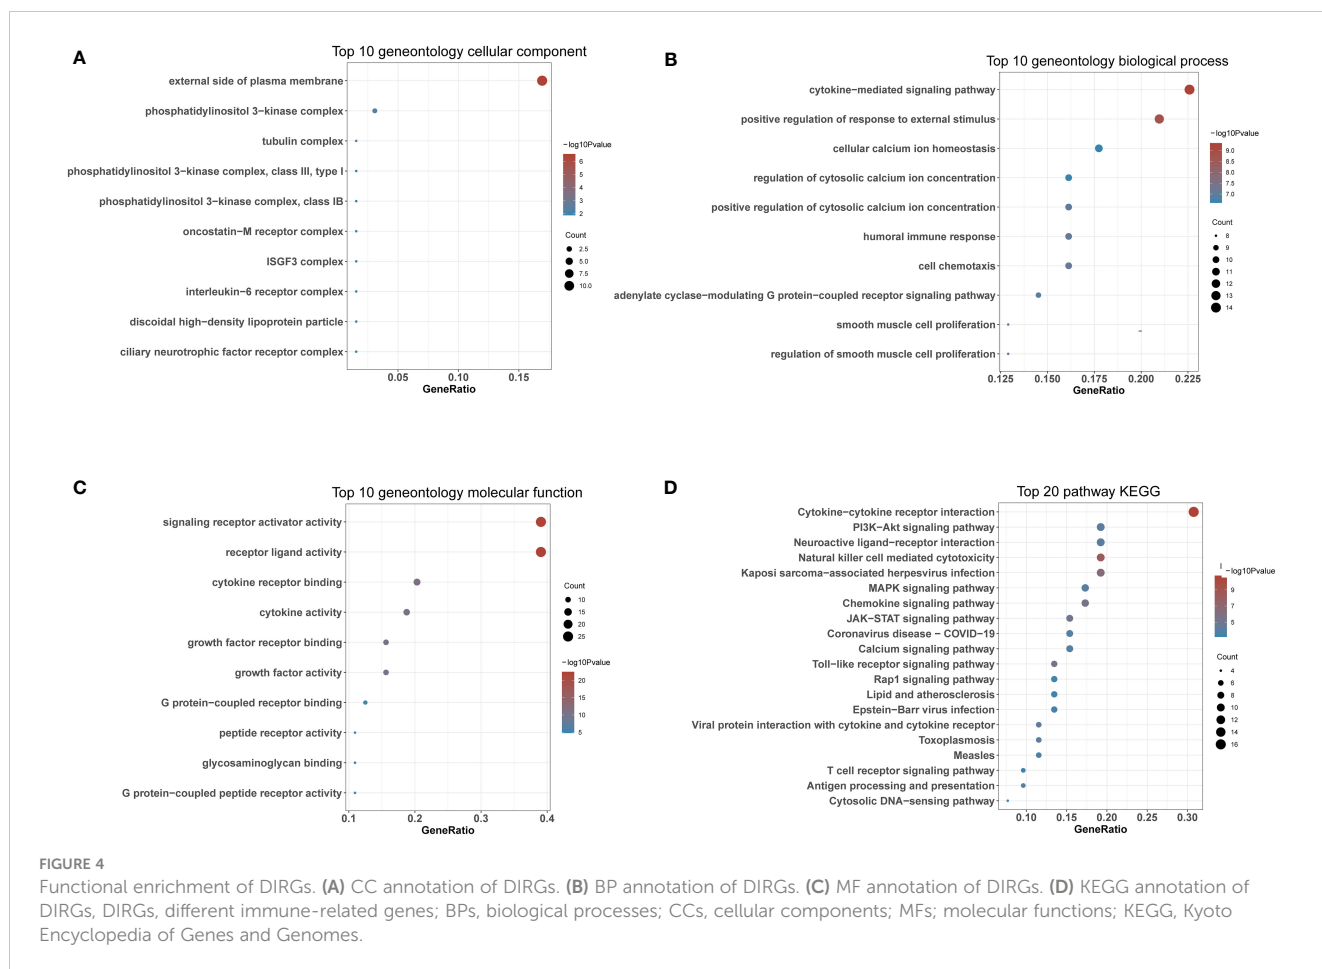 A
Top 10 geneontology cellular component
external side of plasma membrane
phosphatidylinositol 3−kinase complex
tubulin complex
phosphatidylinositol 3−kinase complex, class III, type I
phosphatidylinositol 3−kinase complex, class IB
oncostatin−M receptor complex
ISGF3 complex
interleukin−6 receptor complex
discoidal high−density lipoprotein particle
ciliary neurotrophic factor receptor complex
0.05 0.10 0.15
GeneRatio
−log10Pvalue
6
5
4
3
2
Count
2.5
5.0
7.5
10.0
B
Top 10 geneontology biological process
cytokine−mediated signaling pathway
positive regulation of response to external stimulus
cellular calcium ion homeostasis
regulation of cytosolic calcium ion concentration
positive regulation of cytosolic calcium ion concentration
humoral immune response
cell chemotaxis
adenylate cyclase−modulating G protein−coupled receptor signaling pathway
smooth muscle cell proliferation
regulation of smooth muscle cell proliferation
0.125 0.150 0.175 0.200 0.225
GeneRatio
−log10Pvalue
9.0
8.5
8.0
7.5
7.0
Count
8
9
10
11
12
13
14
C
Top 10 geneontology molecular function
signaling receptor activator activity
receptor ligand activity
cytokine receptor binding
cytokine activity
growth factor receptor binding
growth factor activity
G protein−coupled receptor binding
peptide receptor activity
glycosaminoglycan binding
G protein−coupled peptide receptor activity
0.1 0.2 0.3 0.4
GeneRatio
Count
10
15
20
25
−log10Pvalue
20
15
10
5
D
Top 20 pathway KEGG
Cytokine−cytokine receptor interaction
PI3K−Akt signaling pathway
Neuroactive ligand−receptor interaction
Natural killer cell mediated cytotoxicity
Kaposi sarcoma−associated herpesvirus infection
MAPK signaling pathway
Chemokine signaling pathway
JAK−STAT signaling pathway
Coronavirus disease − COVID−19
Calcium signaling pathway
Toll−like receptor signaling pathway
Rap1 signaling pathway
Lipid and atherosclerosis
Epstein−Barr virus infection
Viral protein interaction with cytokine and cytokine receptor
Toxoplasmosis
Measles
T cell receptor signaling pathway
Antigen processing and presentation
Cytosolic DNA−sensing pathway
0.10 0.15 0.20 0.25 0.30
GeneRatio
−log10Pvalue
9
7
5
Count
4
6
8
10
12
14
16
FIGURE 4
Functional enrichment of DIRGs. (A) CC annotation of DIRGs. (B) BP annotation of DIRGs. (C) MF annotation of DIRGs. (D) KEGG annotation of
DIRGs, DIRGs, different immune-related genes; BPs, biological processes; CCs, cellular components; MFs; molecular functions; KEGG, Kyoto
Encyclopedia of Genes and Genomes.